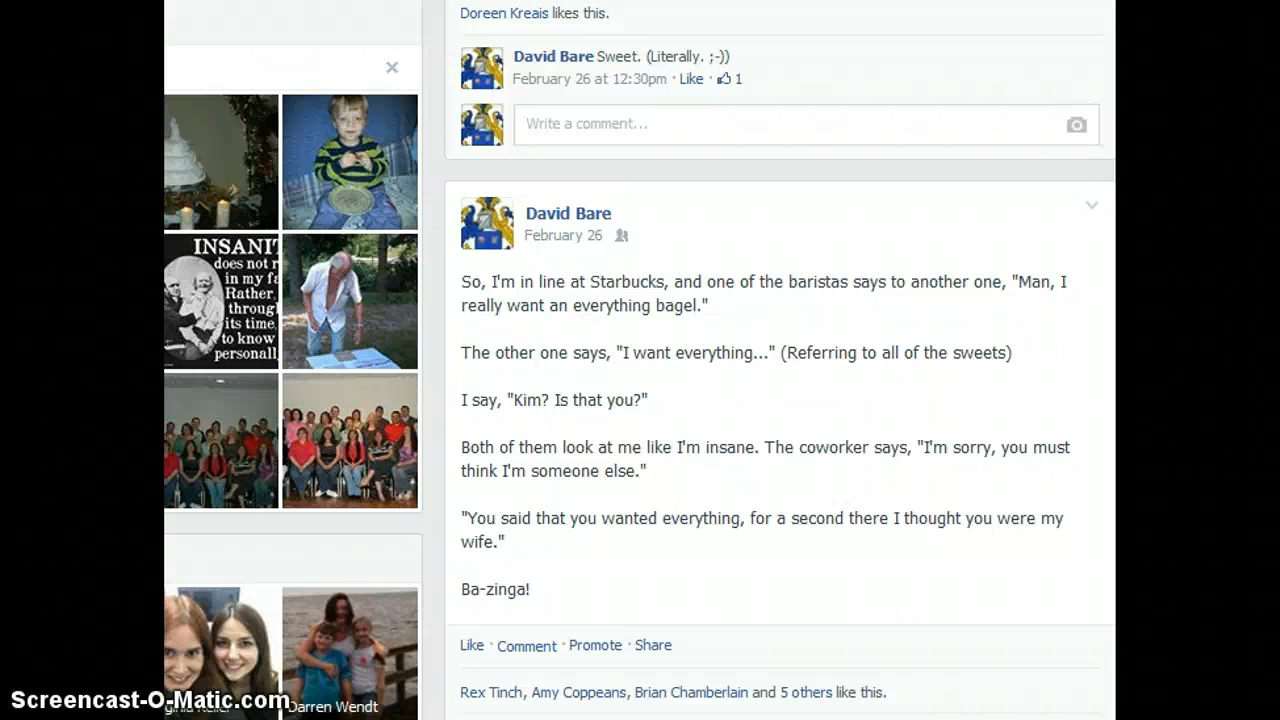 Doreen Kreais likes this.
David Bare Sweet. (Literally. ;-))
February 26 at 12:30pm · Like · 1
Write a comment...
INSANIT
does not r
in my fa
Rather,
throug
its time,
to know
personall
David Bare
February 26
So, I'm in line at Starbucks, and one of the baristas says to another one, "Man, I
really want an everything bagel."
The other one says, "I want everything..." (Referring to all of the sweets)
I say, "Kim? Is that you?"
Both of them look at me like I'm insane. The coworker says, "I'm sorry, you must
think I'm someone else."
"You said that you wanted everything, for a second there I thought you were my
wife."
Ba-zinga!
Like · Comment · Promote · Share
Rex Tinch, Amy Coppeans, Brian Chamberlain and 5 others like this.
Darren Wendt
Screencast-O-Matic.com